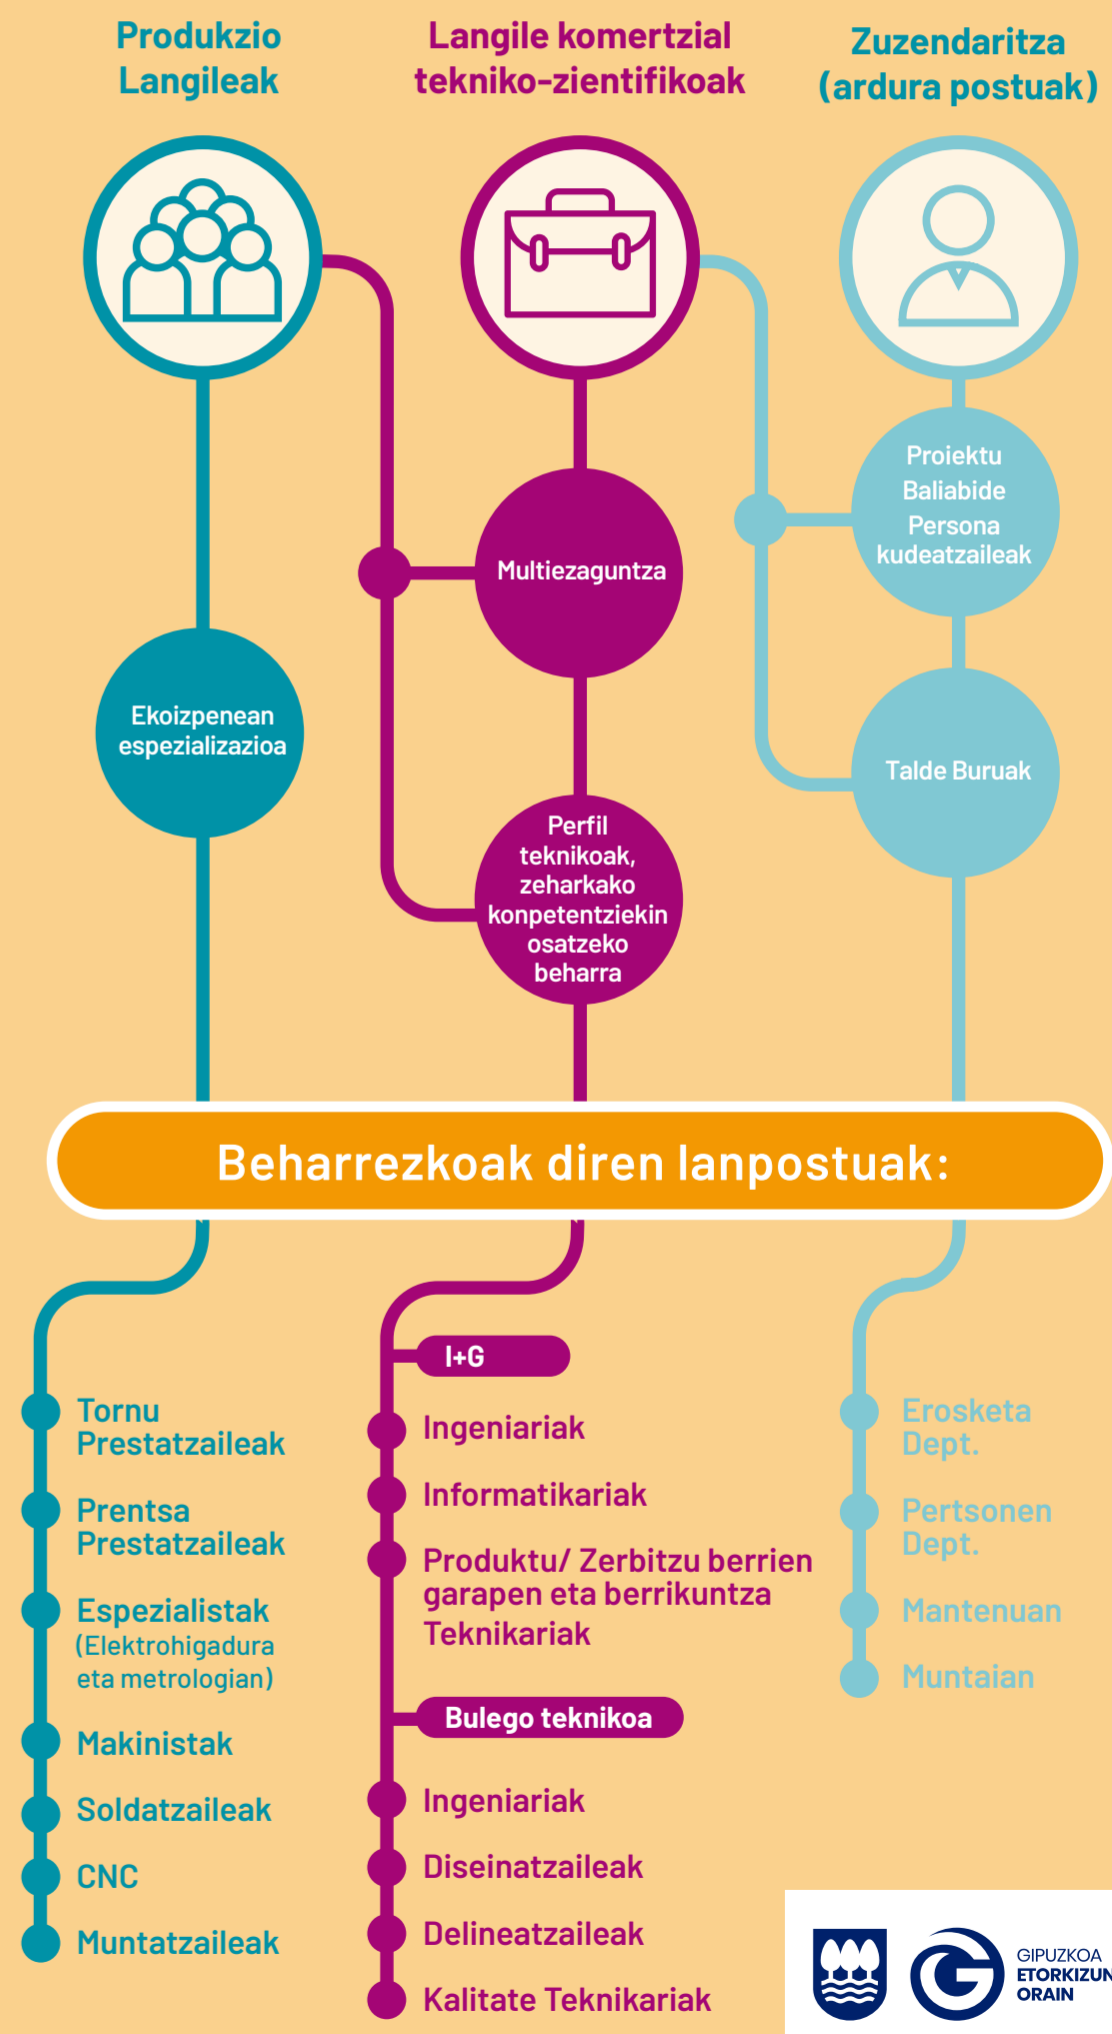 Produkzio
Langileak
Langile komertzial
tekniko-zientifikoak
Zuzendaritza
(ardura postuak)
Proiektu
Baliabide
Persona
kudeatzaileak
Multiezaguntza
Ekoizpenean
espezializazioa
Talde Buruak
Perfil
teknikoak,
zeharkako
konpetentziekin
osatzeko
beharra
Beharrezkoak diren lanpostuak:
Tornu
Prestatzaileak
Prentsa
Prestatzaileak
Espezialistak
(Elektrohigadura
eta metrologian)
Makinistak
Soldatzaileak
CNC
Muntatzaileak
I+G
Ingeniariak
Informatikariak
Produktu/ Zerbitzu berrien
garapen eta berrikuntza
Teknikariak
Bulego teknikoa
Ingeniariak
Diseinatzaileak
Delineatzaileak
Kalitate Teknikariak
Erosketa
Dept.
Pertsonen
Dept.
Mantenuan
Muntaian
GIPUZKOA
ETORKIZUN
ORAIN